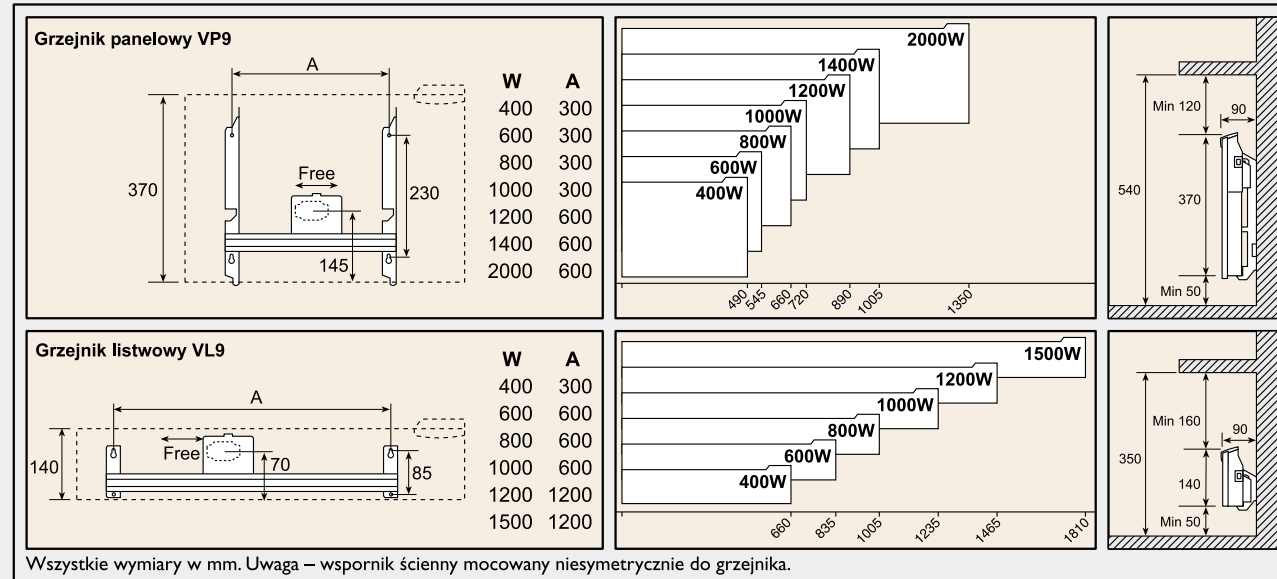 Grzejnik panelowy VP9
A
W A
400 300
600 300
800 300
1000 300
1200 600
1400 600
2000 600
370
Free
230
145
2000W
1400W
1200W
1000W
800W
600W
400W
490
545
660
720
890
1005
1350
Min 120
90
540
370
Min 50
Grzejnik listwowy VL9
A
W A
400 300
600 600
800 600
1000 600
1200 1200
1500 1200
140
Free
70
85
1500W
1200W
1000W
800W
600W
400W
660
835
1005
1235
1465
1810
Min 160
90
350
140
Min 50
Wszystkie wymiary w mm. Uwaga – wspornik ścienny mocowany niesymetrycznie do grzejnika.